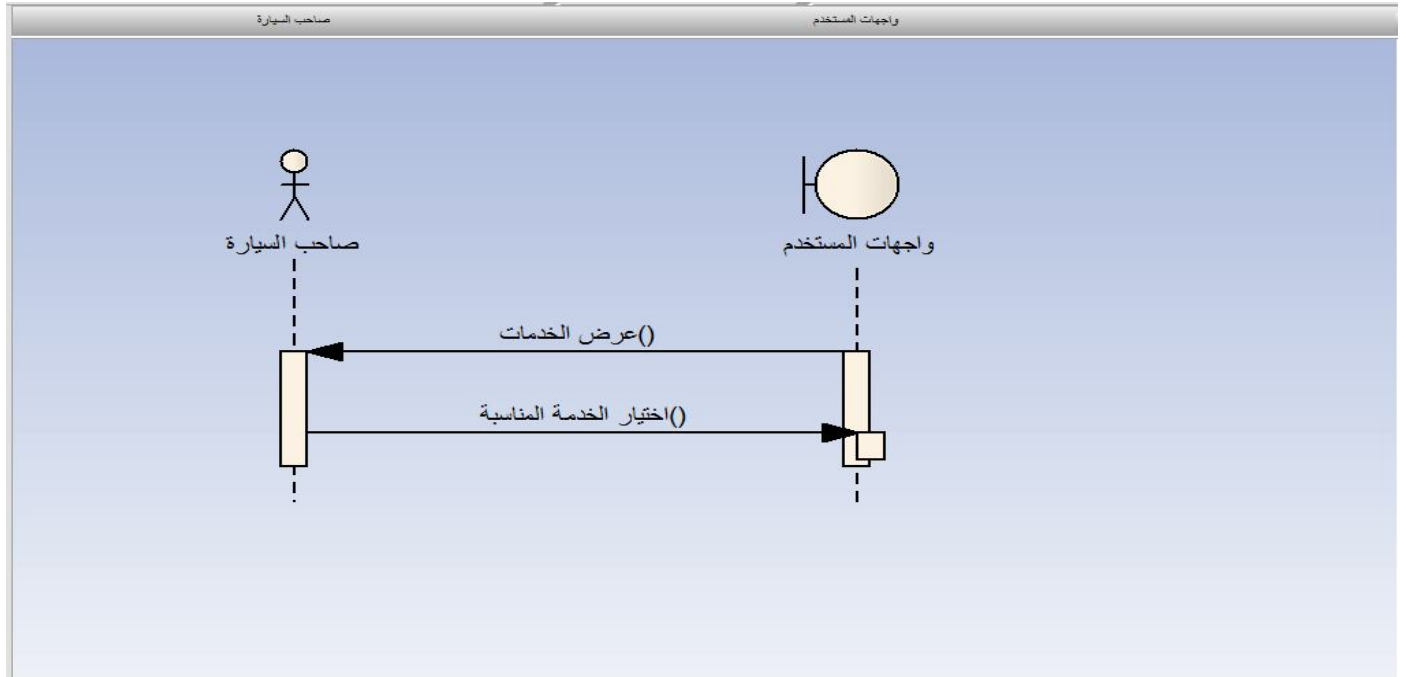 صاحب السيارة
واجهات المستخدم
صاحب السيارة
واجهات المستخدم
عرض الخدمات()
اختيار الخدمة المناسبة()